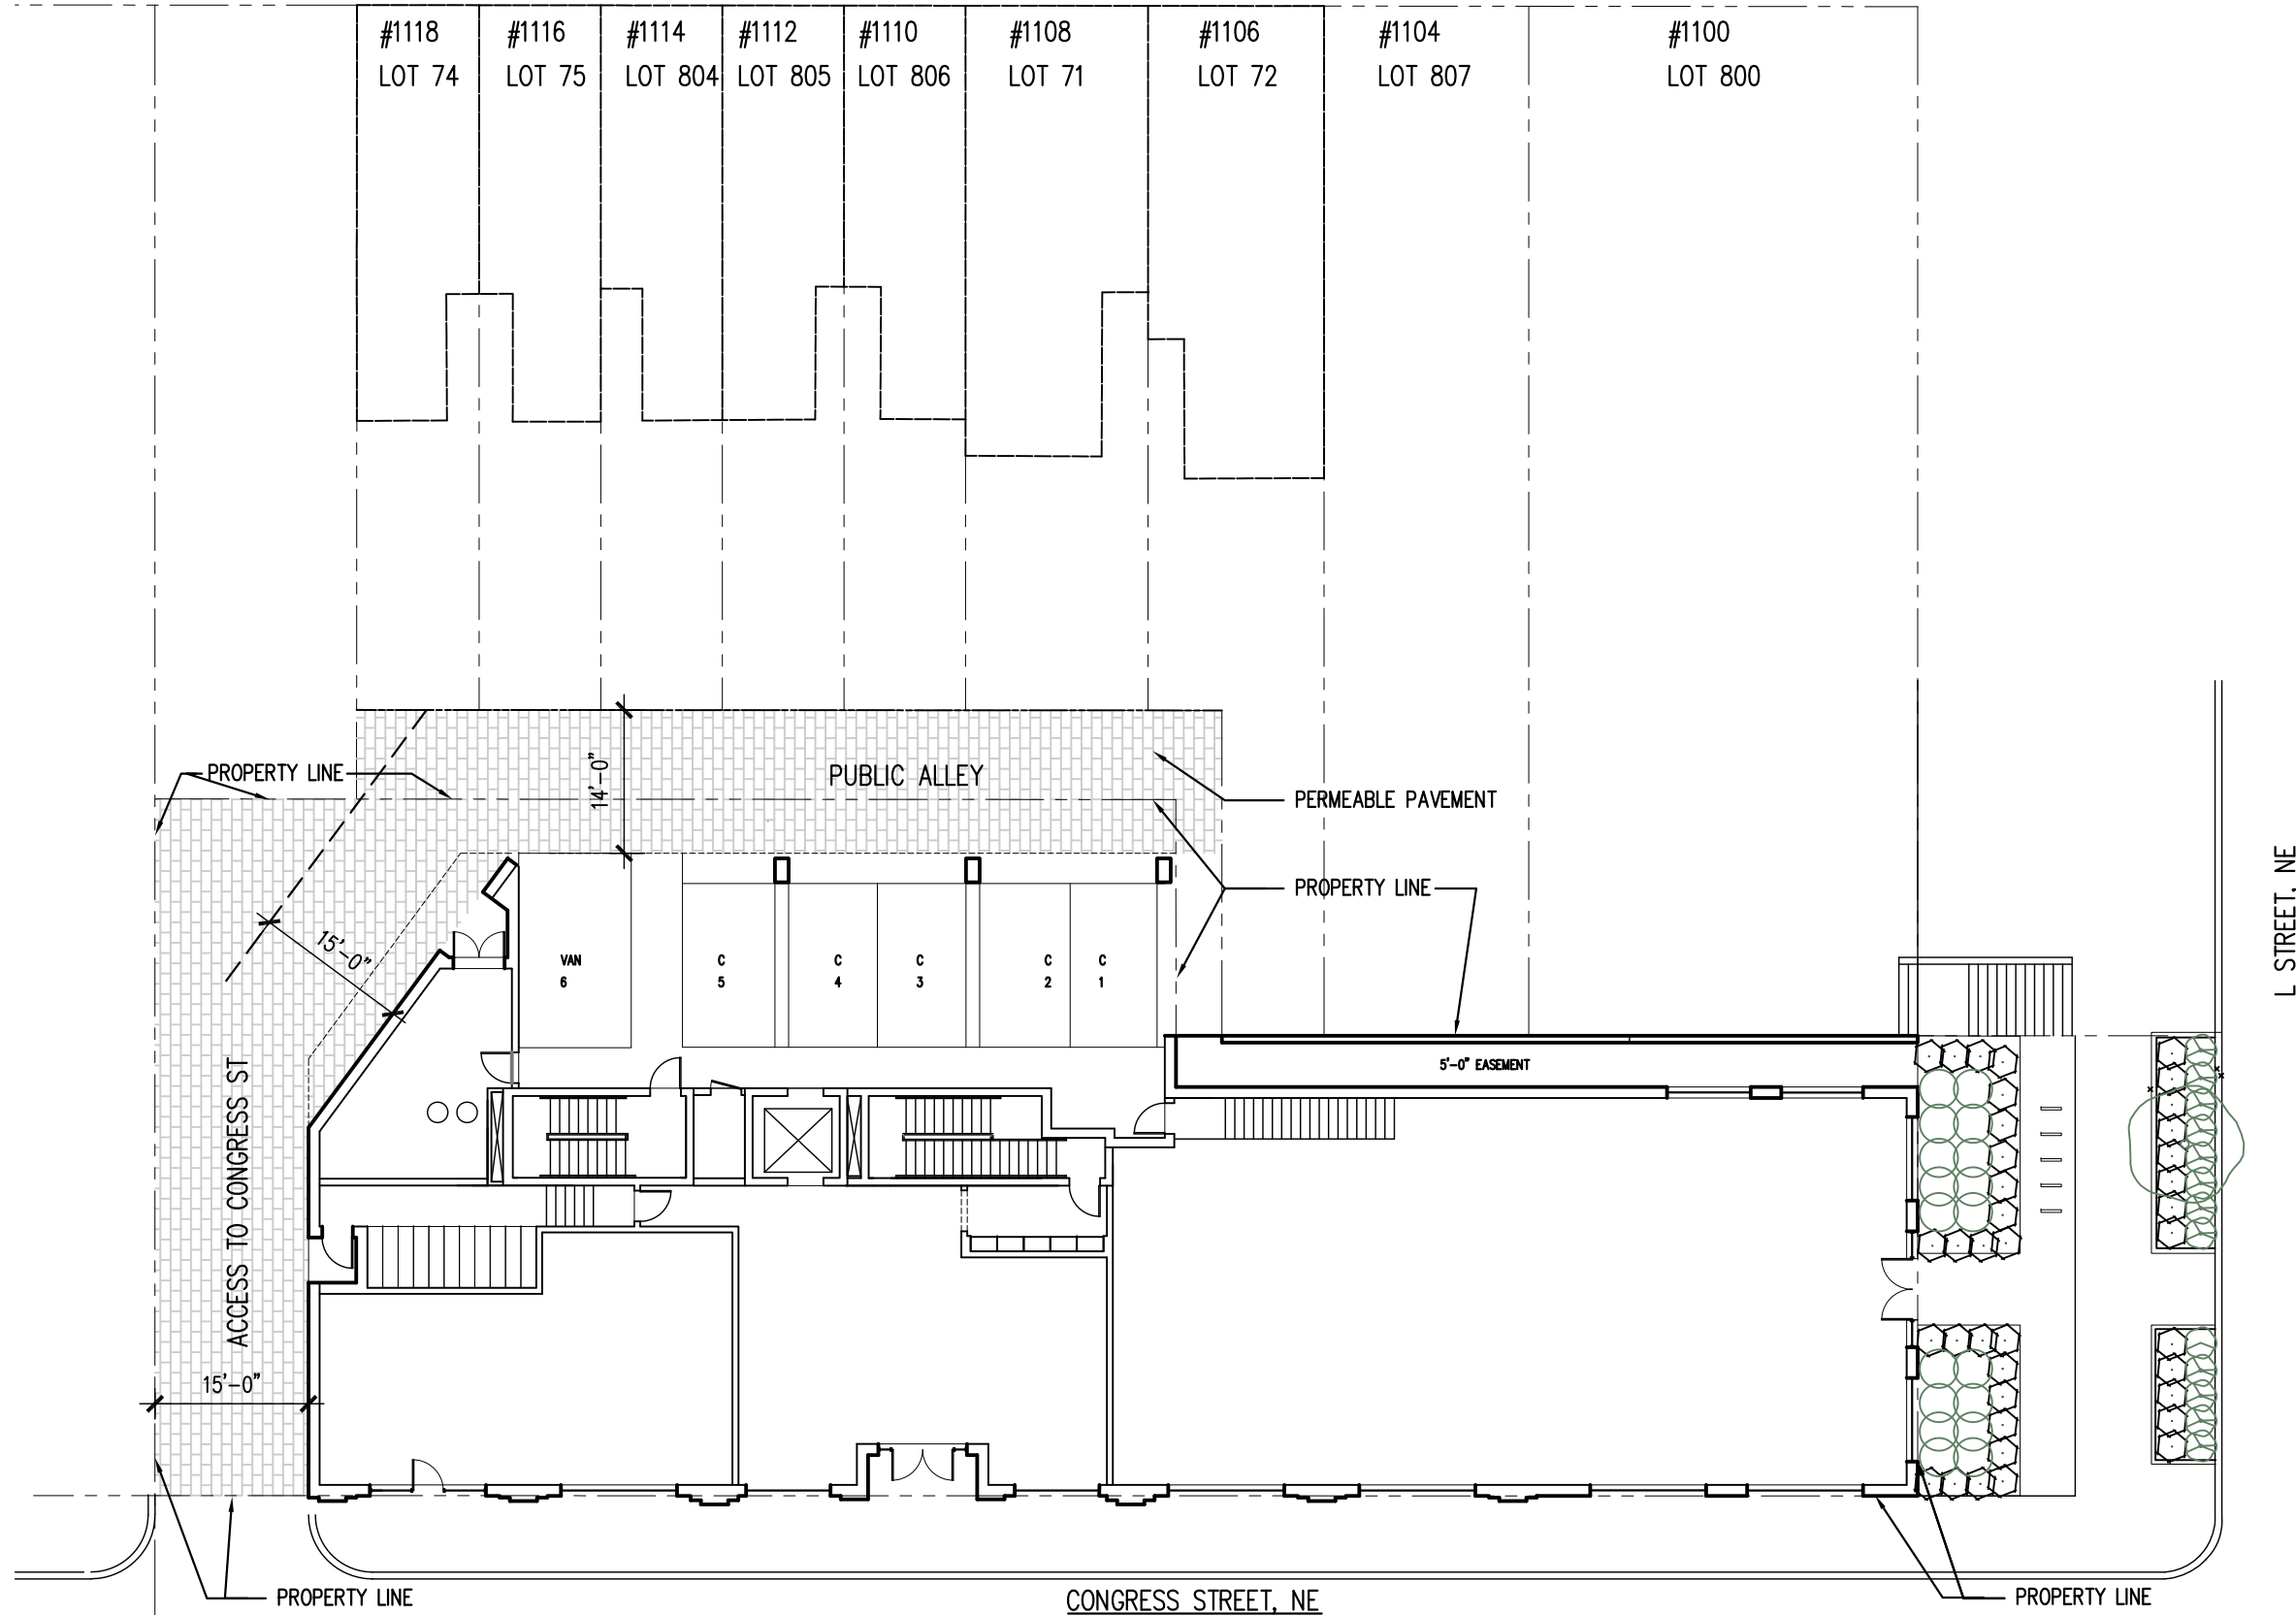 #1118
LOT 74
#1116
LOT 75
#1114
LOT 804
#1112
LOT 805
#1110
LOT 806
#1108
LOT 71
#1106
LOT 72
#1104
LOT 807
#1100
LOT 800
PROPERTY LINE
14'-0"
PUBLIC ALLEY
PERMEABLE PAVEMENT
PROPERTY LINE
L STREET, NE
15'-0"
VAN
6
C
5
C
4
C
3
C
2
C
1
5'-0" EASEMENT
ACCESS TO CONGRESS ST
15'-0"
PROPERTY LINE
CONGRESS STREET, NE
PROPERTY LINE